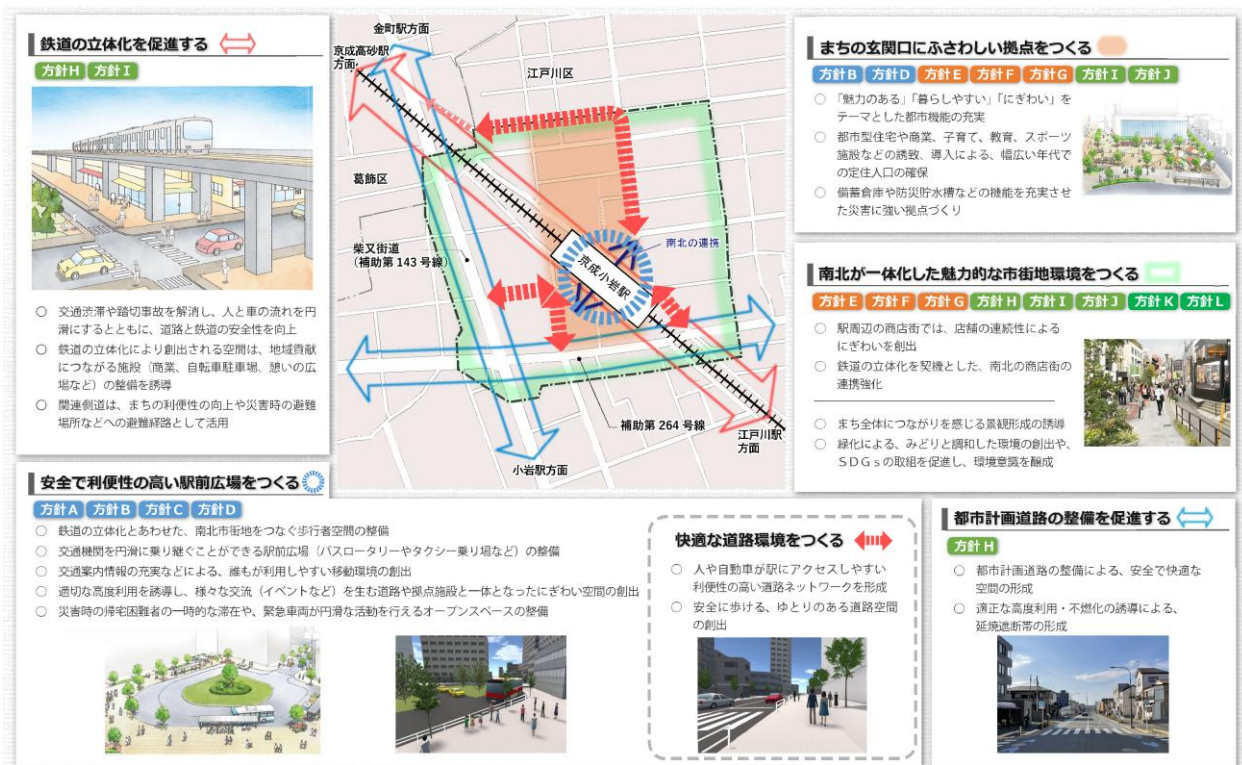 鉄道の立体化を促進する
方針H 方針I
○ 交通渋滞や踏切事故を解消し、人と車の流れを円
滑にするとともに、道路と鉄道の安全性を向上
○ 鉄道の立体化により創出される空間は、地域貢献
につながる施設（商業、自転車駐車場、憩いの広
場など）の整備を誘導
○ 関連側道は、まちの利便性の向上や災害時の避難
場所などへの避難経路として活用
金町駅方面
京成高砂駅
方面
江戸川区
葛飾区
柴又街道
（補助第143号線）
南北の連携
京成小岩駅
補助第264号線
江戸川駅
方面
小岩駅方面
まちの玄関口にふさわしい拠点をつくる
方針B 方針D 方針E 方針F 方針G 方針I 方針J
○ 「魅力のある」「暮らしやすい」「にぎわい」を
テーマとした都市機能の充実
○ 都市型住宅や商業、子育て、教育、スポーツ
施設などの誘致、導入による、幅広い年代で
の定住人口の確保
○ 備蓄倉庫や防災貯水槽などの機能を充実させ
た災害に強い拠点づくり
南北が一体化した魅力的な市街地環境をつくる
方針E 方針F 方針G 方針H 方針I 方針J 方針K 方針L
○ 駅周辺の商店街では、店舗の連続性による
にぎわいを創出
○ 鉄道の立体化を契機とした、南北の商店街の
連携強化
○ まち全体につながりを感じる景観形成の誘導
○ 緑化による、みどりと調和した環境の創出や、
SDGsの取組を促進し、環境意識を醸成
安全で利便性の高い駅前広場をつくる
方針A 方針B 方針C 方針D
○ 鉄道の立体化とあわせた、南北市街地をつなぐ歩行者空間の整備
○ 交通機関を円滑に乗り継ぐことができる駅前広場（バスロータリーやタクシー乗り場など）の整備
○ 交通案内情報の充実などによる、誰もが利用しやすい移動環境の創出
○ 適切な高度利用を誘導し、様々な交流（イベントなど）を生む道路や拠点施設と一体となったにぎわい空間の創出
○ 災害時の帰宅困難者の一時的な滞在や、緊急車両が円滑な活動を行えるオープンスペースの整備
快適な道路環境をつくる
○ 人や自動車が駅にアクセスしやすい
利便性の高い道路ネットワークを形成
○ 安全に歩ける、ゆとりのある道路空間
の創出
都市計画道路の整備を促進する
方針H
○ 都市計画道路の整備による、安全で快適な
空間の形成
○ 適正な高度利用・不燃化の誘導による、
延焼遮断帯の形成